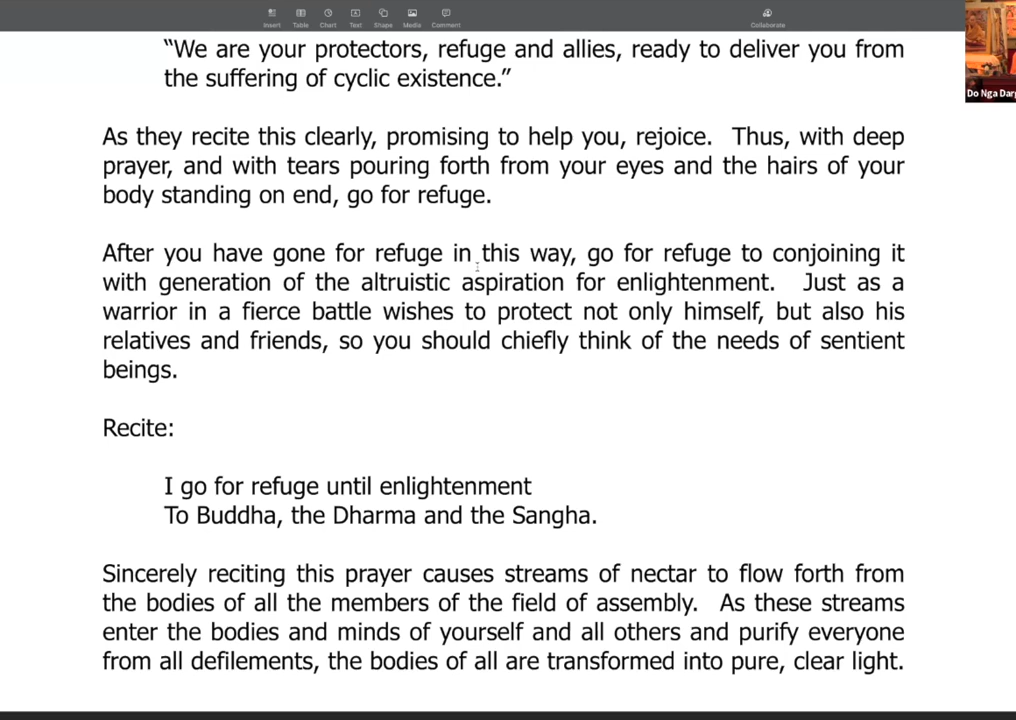 Insert Table Chart Text Shape Media Comment Collaborate
"We are your protectors, refuge and allies, ready to deliver you from
the suffering of cyclic existence."
As they recite this clearly, promising to help you, rejoice. Thus, with deep
prayer, and with tears pouring forth from your eyes and the hairs of your
body standing on end, go for refuge.
After you have gone for refuge in this way, go for refuge to conjoining it
with generation of the altruistic aspiration for enlightenment. Just as a
warrior in a fierce battle wishes to protect not only himself, but also his
relatives and friends, so you should chiefly think of the needs of sentient
beings.
Recite:
I go for refuge until enlightenment
To Buddha, the Dharma and the Sangha.
Sincerely reciting this prayer causes streams of nectar to flow forth from
the bodies of all the members of the field of assembly. As these streams
enter the bodies and minds of yourself and all others and purify everyone
from all defilements, the bodies of all are transformed into pure, clear light.
Do Nga Dar